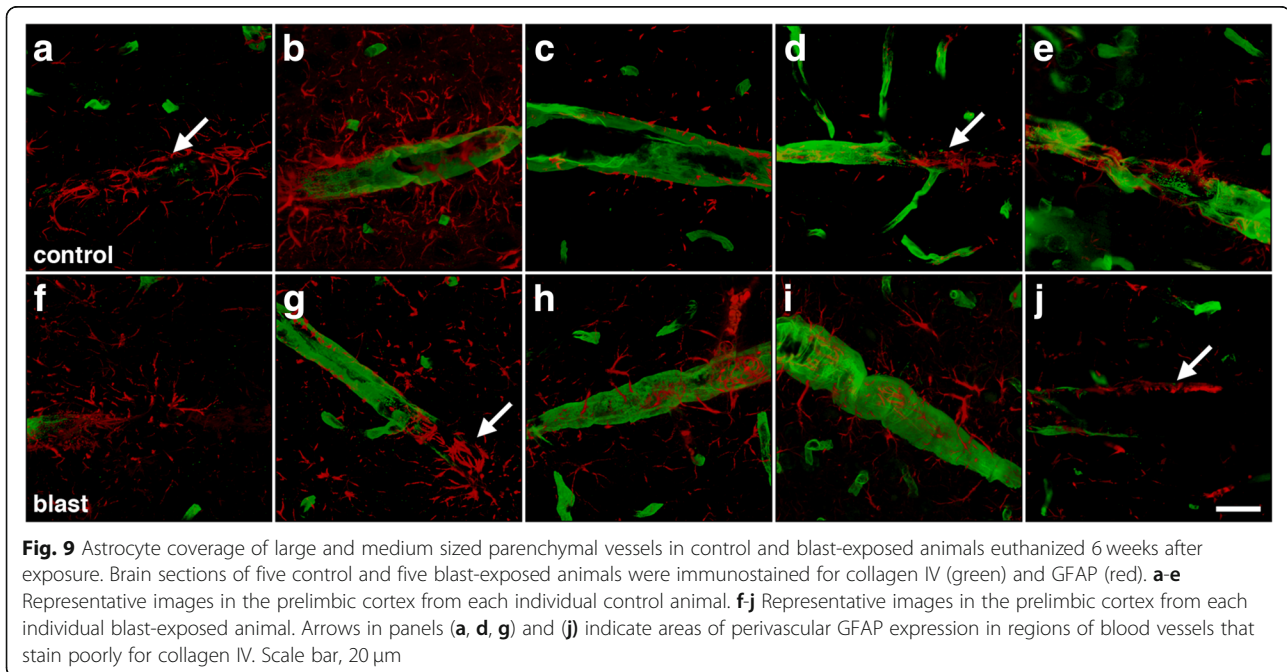 a b c d e
control
f g h i j
blast
Fig. 9 Astrocyte coverage of large and medium sized parenchymal vessels in control and blast-exposed animals euthanized 6 weeks after
exposure. Brain sections of five control and five blast-exposed animals were immunostained for collagen IV (green) and GFAP (red). a-e
Representative images in the prelimbic cortex from each individual control animal. f-j Representative images in the prelimbic cortex from each
individual blast-exposed animal. Arrows in panels (a, d, g) and (j) indicate areas of perivascular GFAP expression in regions of blood vessels that
stain poorly for collagen IV. Scale bar, 20 μm